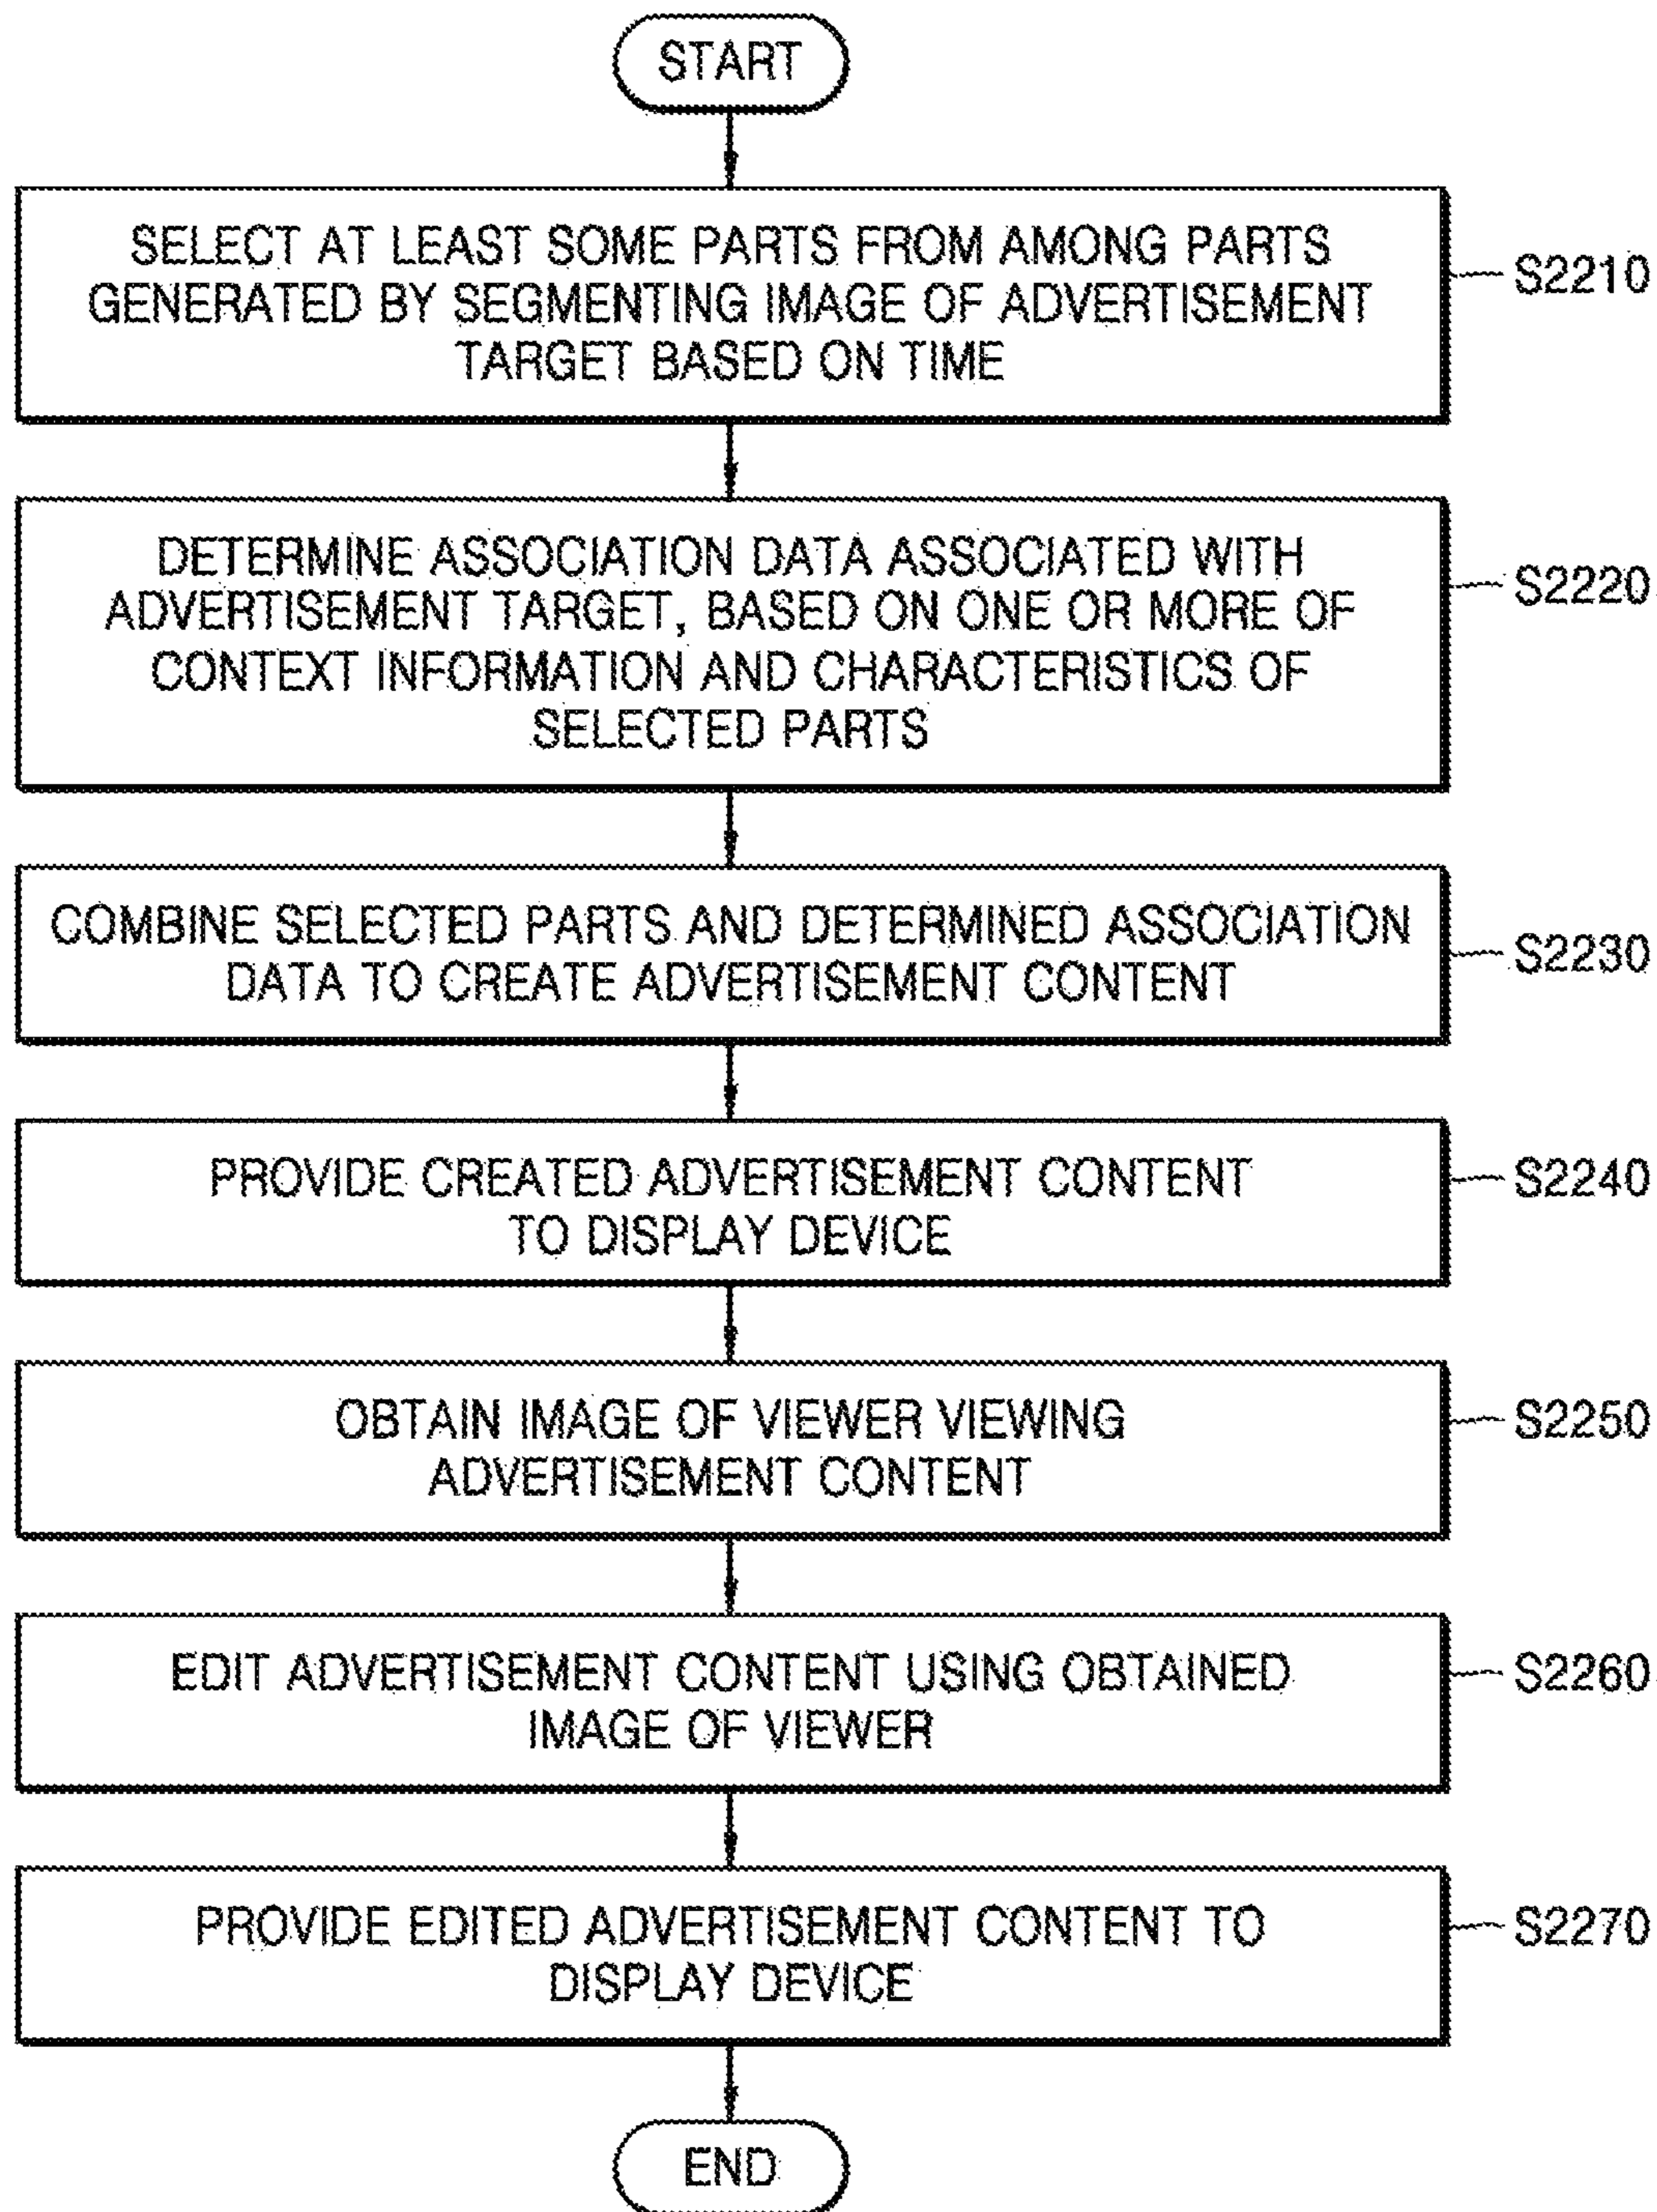 START
SELECT AT LEAST SOME PARTS FROM AMONG PARTS
GENERATED BY SEGMENTING IMAGE OF ADVERTISEMENT
TARGET BASED ON TIME
S2210
DETERMINE ASSOCIATION DATA ASSOCIATED WITH
ADVERTISEMENT TARGET, BASED ON ONE OR MORE OF
CONTEXT INFORMATION AND CHARACTERISTICS OF
SELECTED PARTS
S2220
COMBINE SELECTED PARTS AND DETERMINED ASSOCIATION
DATA TO CREATE ADVERTISEMENT CONTENT
S2230
PROVIDE CREATED ADVERTISEMENT CONTENT
TO DISPLAY DEVICE
S2240
OBTAIN IMAGE OF VIEWER VIEWING
ADVERTISEMENT CONTENT
S2250
EDIT ADVERTISEMENT CONTENT USING OBTAINED
IMAGE OF VIEWER
S2260
PROVIDE EDITED ADVERTISEMENT CONTENT TO
DISPLAY DEVICE
S2270
END